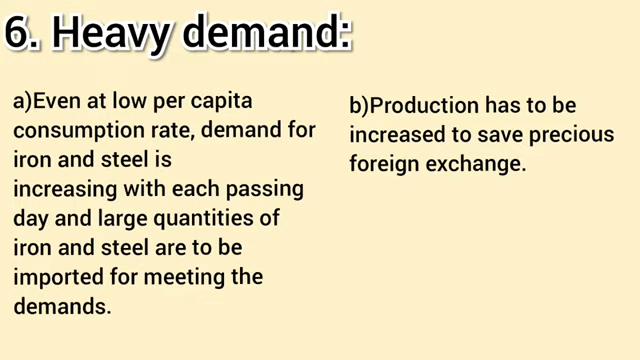 6. Heavy demand:
a)Even at low per capita
consumption rate, demand for
iron and steel is
increasing with each passing
day and large quantities of
iron and steel are to be
imported for meeting the
demands.
b)Production has to be
increased to save precious
foreign exchange.